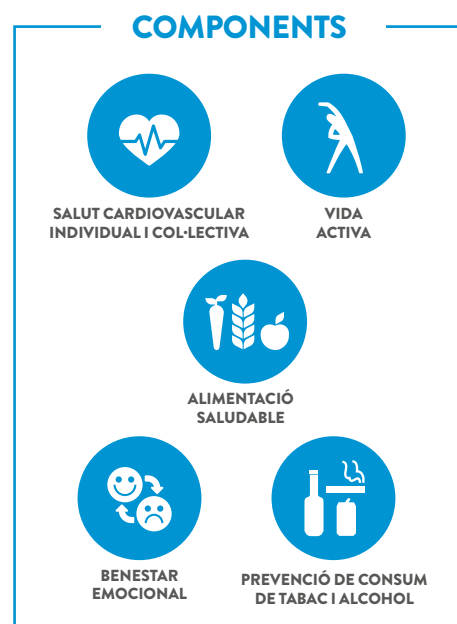 COMPONENTS
SALUT CARDIOVASCULAR
INDIVIDUAL I COL·LECTIVA
VIDA
ACTIVA
ALIMENTACIÓ
SALUDABLE
BENESTAR
EMOCIONAL
PREVENCIÓ DE CONSUM
DE TABAC I ALCOHOL